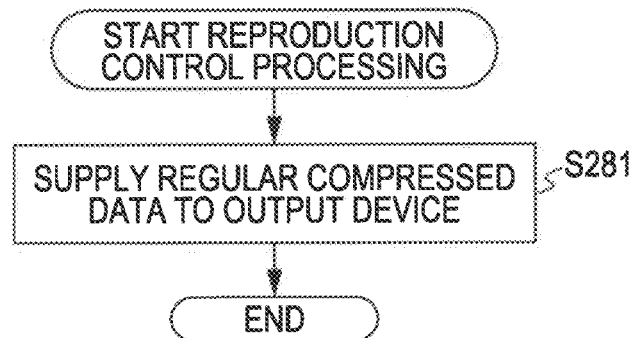 START REPRODUCTION
CONTROL PROCESSING
SUPPLY REGULAR COMPRESSED
DATA TO OUTPUT DEVICE
S281
END